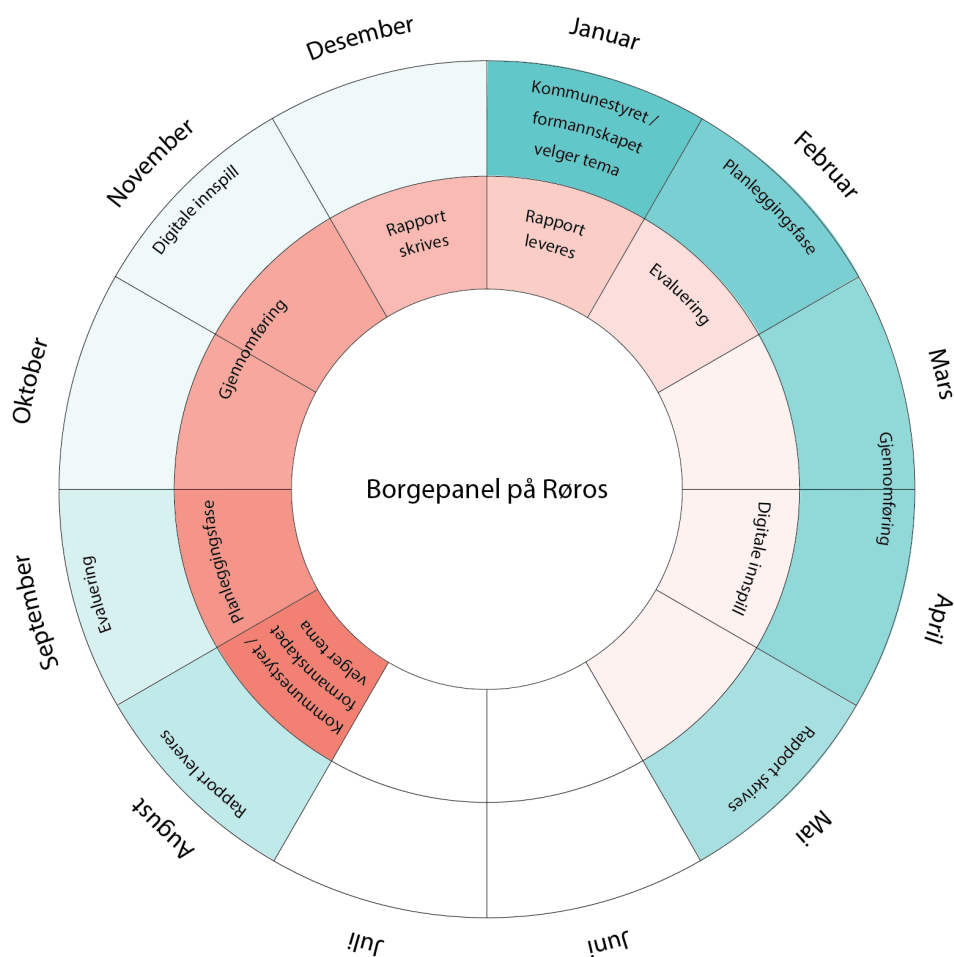 Januar
Februar
Mars
April
Mai
Juni
Juli
August
September
Oktober
November
Desember
Kommunestyret /
formannskapet
velger tema
Planleggingsfase
Gjennomføring
Rapport skrives
Rapport leveres
Evaluering
Digitale innspill
Rapport
leveres
Evaluering
Digitale innspill
Kommunestyret /
formannskapet
velger tema
Planleggingsfase
Gjennomføring
Rapport
skrives
Borgepanel på Røros